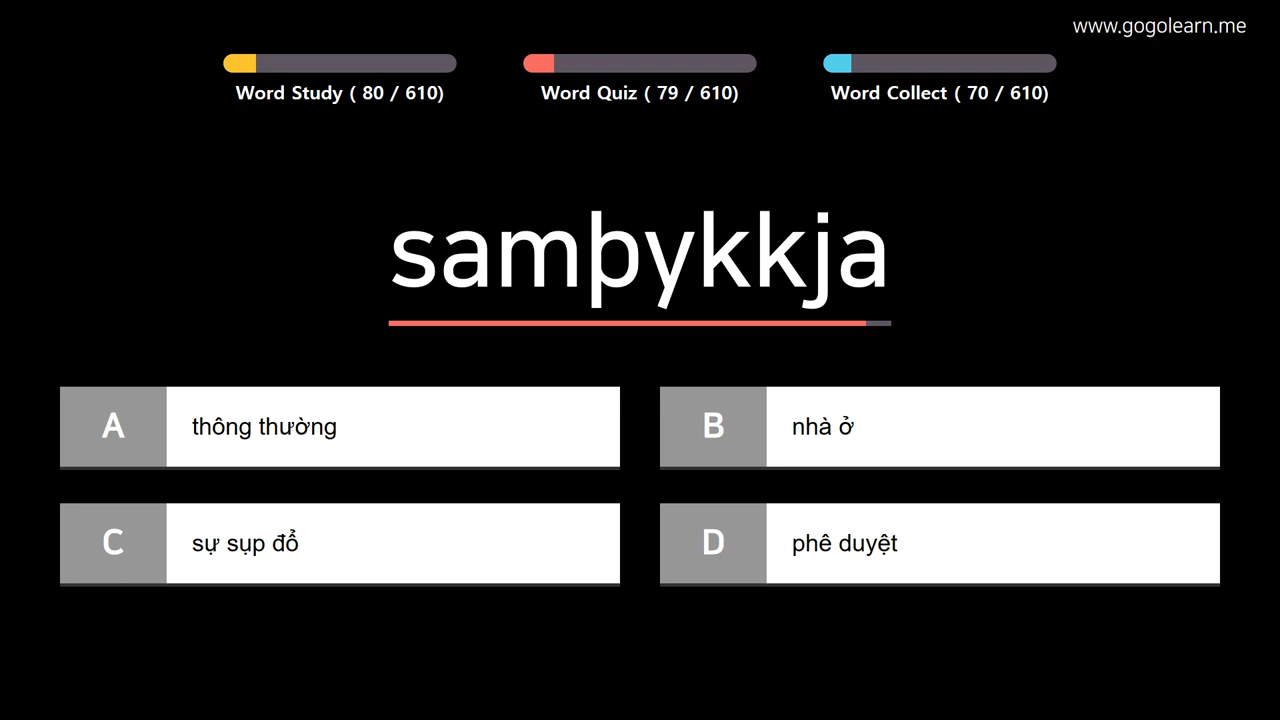 www.gogolearn.me
Word Study ( 80 / 610)
Word Quiz ( 79 / 610)
Word Collect ( 70 / 610)
samþykkja
A
thông thường
B
nhà ở
C
sự sụp đổ
D
phê duyệt